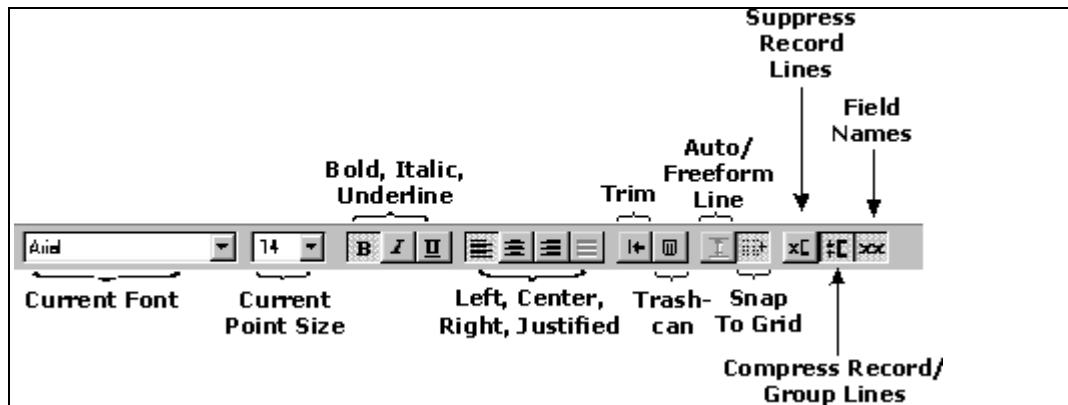 Suppress
Record
Lines
Field
Names
Auto/
Freeform
Line
Bold, Italic,
Underline
Trim
Arial
14
B I U
x[ ‡[ xx
Current Font
Current
Point Size
Left, Center,
Right, Justified
Trash-
can
Snap
To Grid
Compress Record/
Group Lines